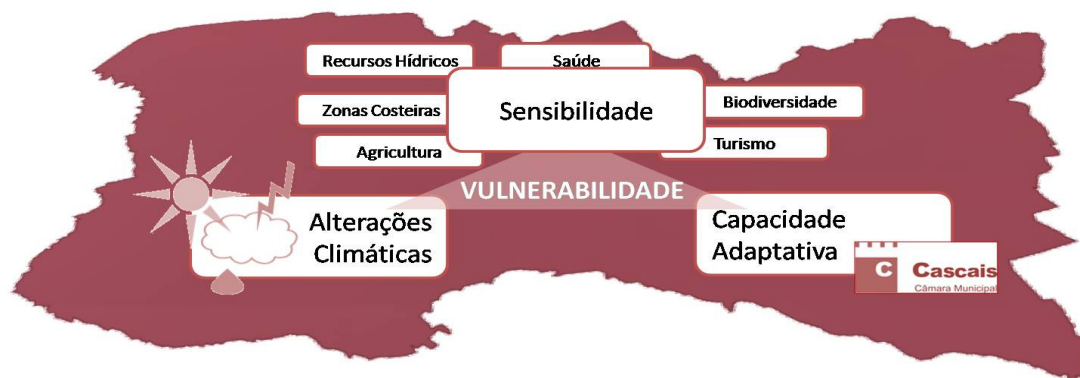 Recursos Hídricos
Saúde
Zonas Costeiras
Sensibilidade
Biodiversidade
Agricultura
Turismo
VULNERABILIDADE
Alterações
Climáticas
Capacidade
Adaptativa
C Cascais
Câmara Municipal